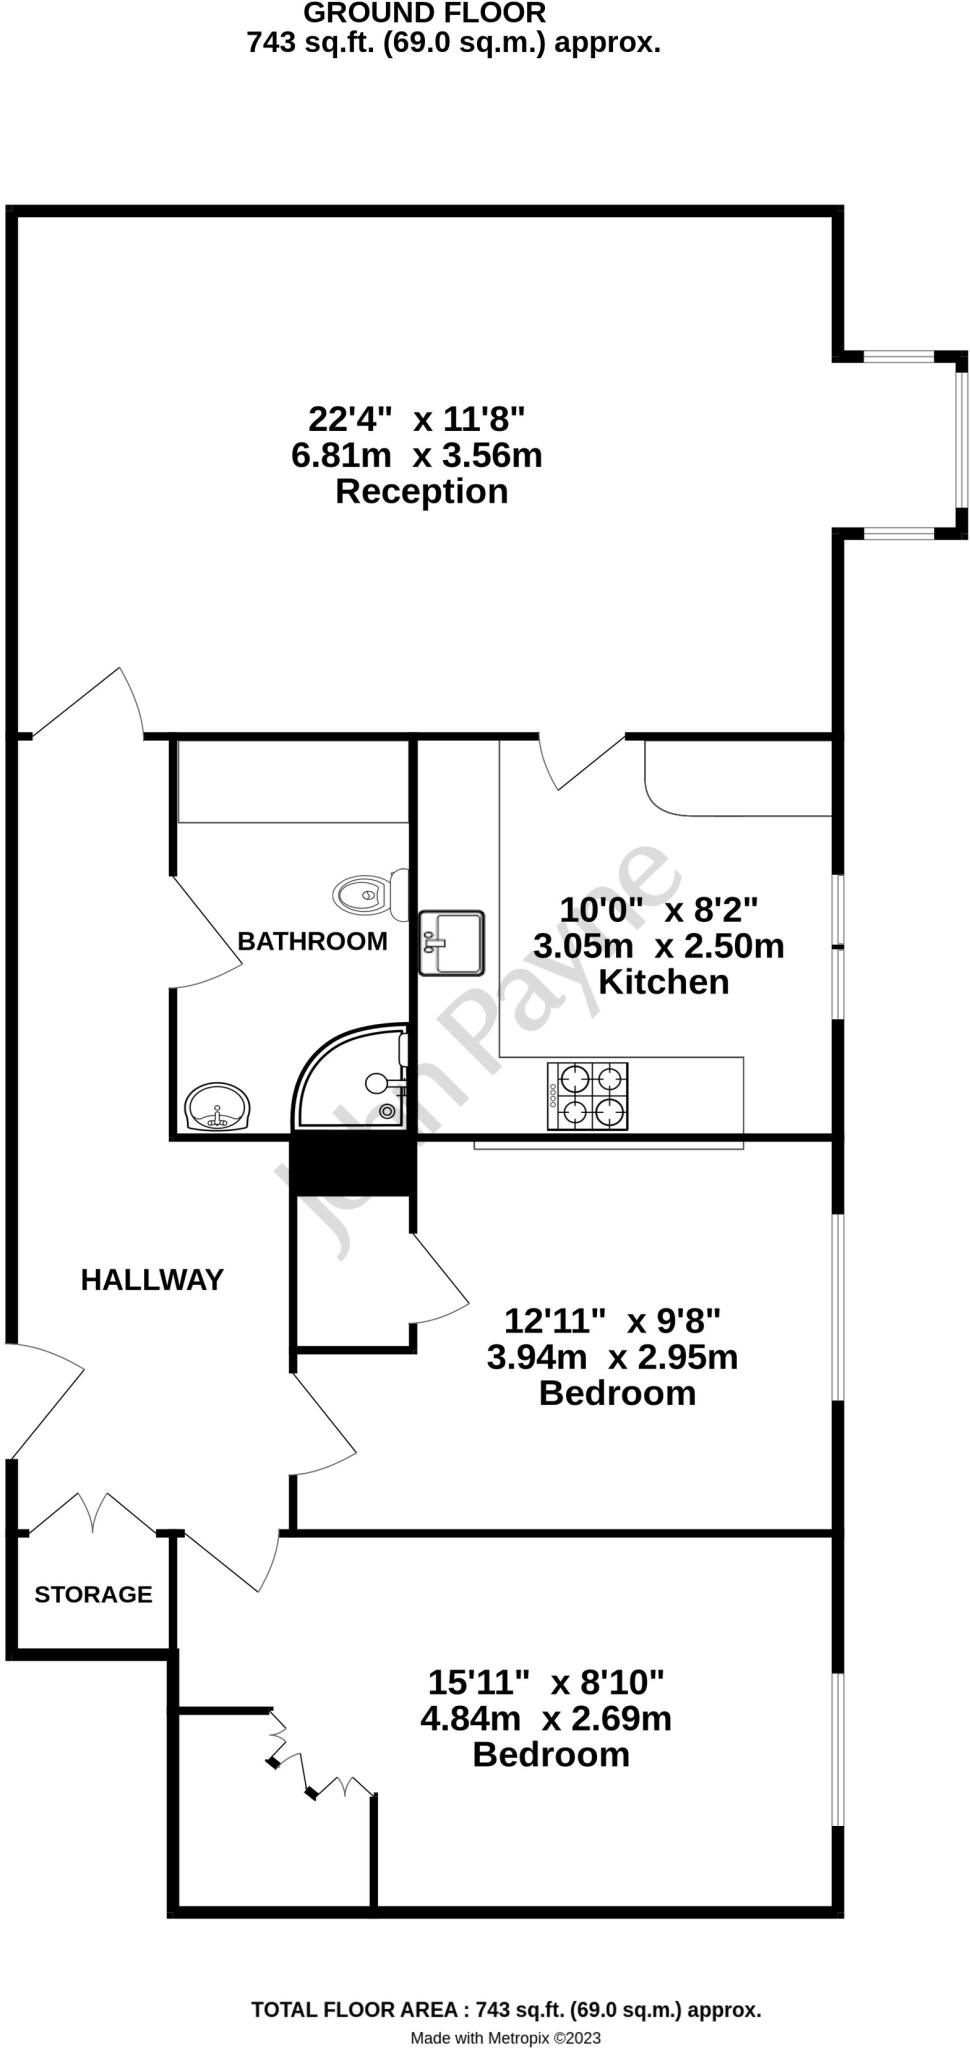 GROUND FLOOR
743 sq.ft. (69.0 sq.m.) approx.
22'4" x 11'8"
6.81m x 3.56m
Reception
BATHROOM
10'0" x 8'2"
3.05m x 2.50m
Kitchen
John Payne
HALLWAY
12'11" x 9'8"
3.94m x 2.95m
Bedroom
STORAGE
15'11" x 8'10"
4.84m x 2.69m
Bedroom
TOTAL FLOOR AREA : 743 sq.ft. (69.0 sq.m.) approx.
Made with Metropix ©2023